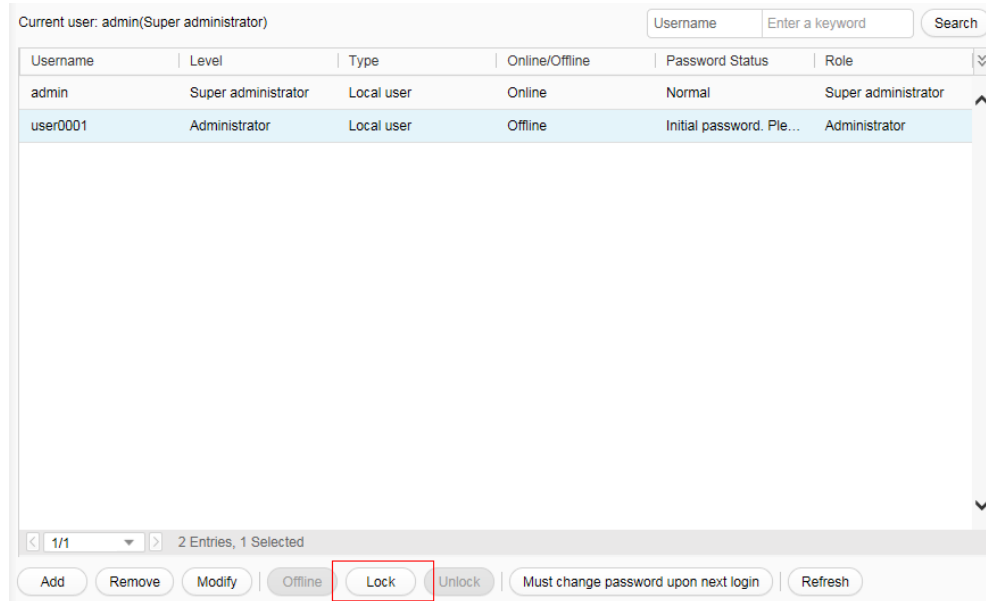 Current user: admin(Super administrator) Username Enter a keyword Search
Username Level Type Online/Offline Password Status Role
admin Super administrator Local user Online Normal Super administrator
user0001 Administrator Local user Offline Initial password. Ple... Administrator
1/1 2 Entries, 1 Selected
Add Remove Modify Offline Lock Unlock Must change password upon next login Refresh